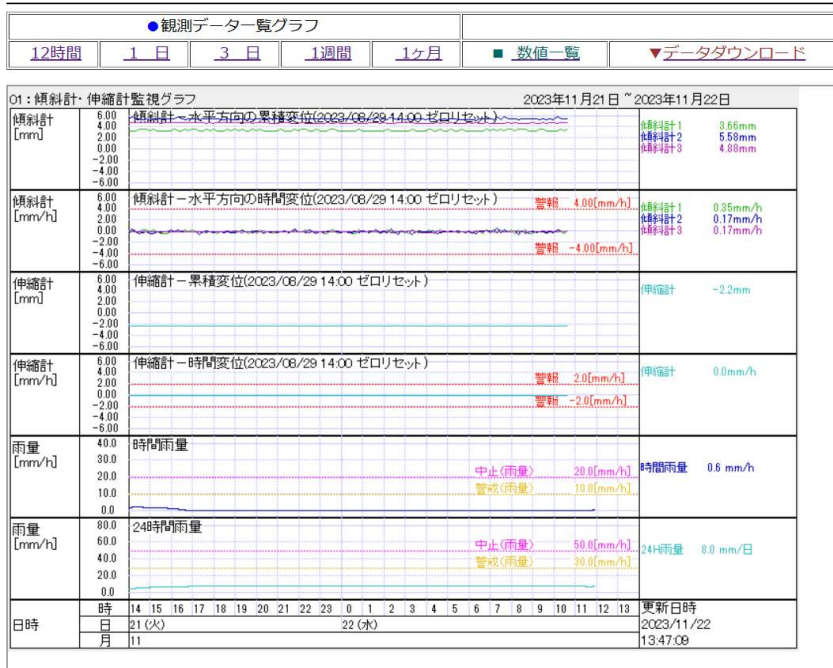 ●観測データ一覧グラフ
12時間 1 日 3 日 1週間 1ヶ月 ■ 数値一覧 ▼データダウンロード
01:傾斜計・伸縮計監視グラフ 2023年11月21日 ~2023年11月22日
傾斜計
[mm]
6.00
4.00
2.00
0.00
-2.00
-4.00
-6.00
傾斜計-水平方向の累積変位(2023/08/29 14:00 ゼロリセット)
傾斜計1 3.66mm
傾斜計2 5.58mm
傾斜計3 4.88mm
傾斜計
[mm/h]
6.00
4.00
2.00
0.00
-2.00
-4.00
-6.00
傾斜計-水平方向の時間変位(2023/08/29 14:00 ゼロリセット)
警報 4.00[mm/h]
警報 -4.00[mm/h]
傾斜計1 0.35mm/h
傾斜計2 0.17mm/h
傾斜計3 0.17mm/h
伸縮計
[mm]
6.00
4.00
2.00
0.00
-2.00
-4.00
-6.00
伸縮計-累積変位(2023/08/29 14:00 ゼロリセット)
伸縮計 -2.2mm
伸縮計
[mm/h]
6.00
4.00
2.00
0.00
-2.00
-4.00
-6.00
伸縮計-時間変位(2023/08/29 14:00 ゼロリセット)
警報 2.0[mm/h]
警報 -2.0[mm/h]
伸縮計 0.0mm/h
雨量
[mm/h]
40.0
30.0
20.0
10.0
0.0
時間雨量
中止(雨量) 20.0[mm/h]
警戒(雨量) 10.0[mm/h]
時間雨量 0.6 mm/h
雨量
[mm/h]
80.0
60.0
40.0
20.0
0.0
24時間雨量
中止(雨量) 50.0[mm/h]
警戒(雨量) 30.0[mm/h]
24H雨量 8.0 mm/日
日時
時 14 15 16 17 18 19 20 21 22 23 0 1 2 3 4 5 6 7 8 9 10 11 12 13
日 21(火) 22(水)
月 11
更新日時
2023/11/22
13:47:09